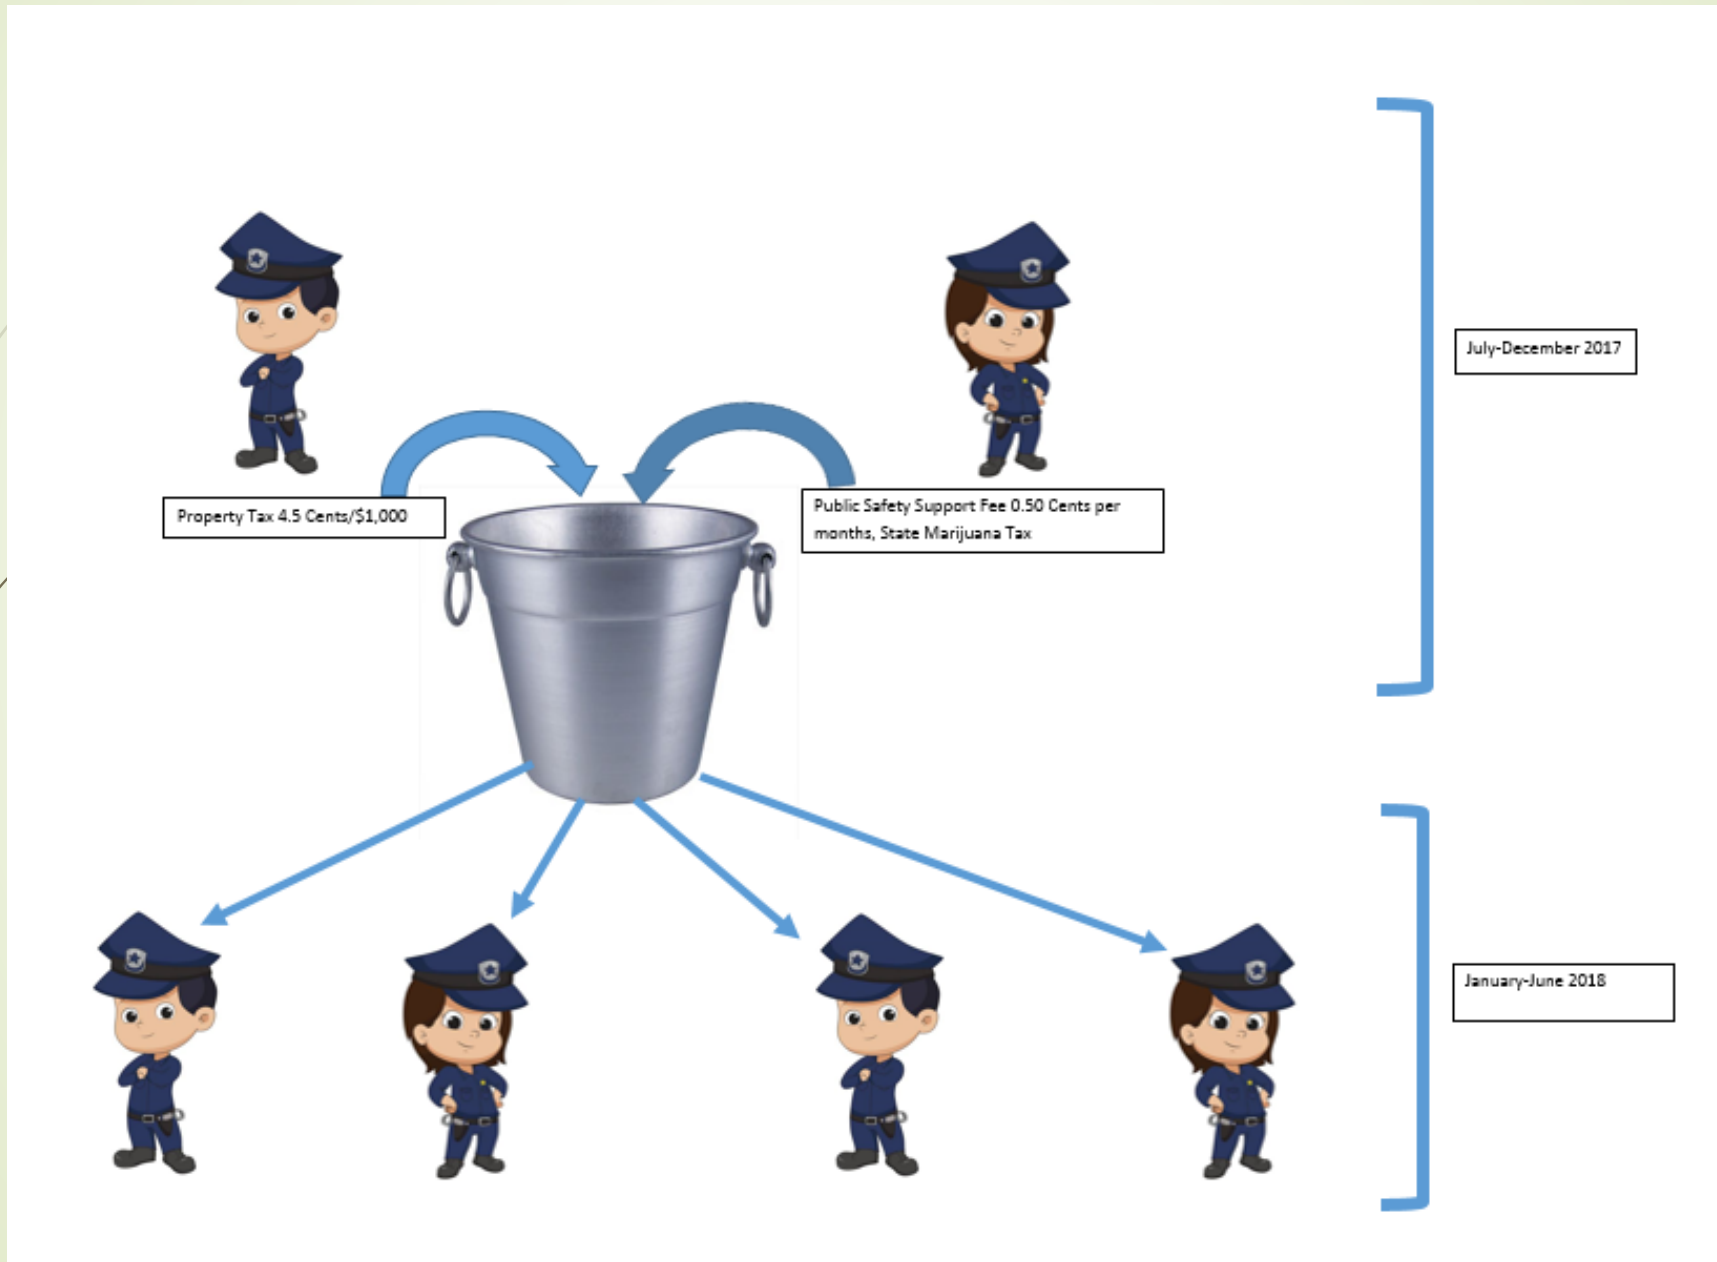 July-December 2017
Property Tax 4.5 Cents/$1,000
Public Safety Support Fee 0.50 Cents per
months, State Marijuana Tax
January-June 2018